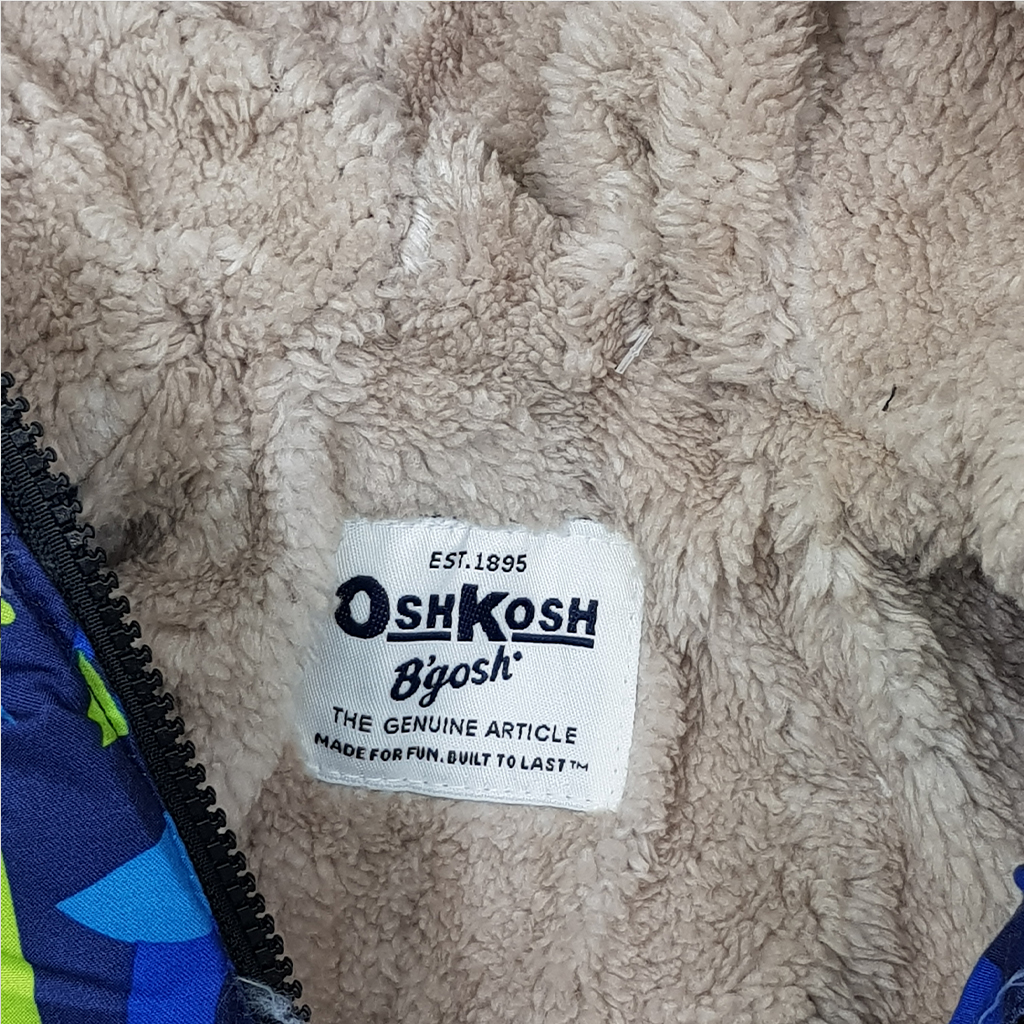 EST.1895
OSHKOSH
B'gosh
THE GENUINE ARTICLE
MADE FOR FUN. BUILT TO LAST™